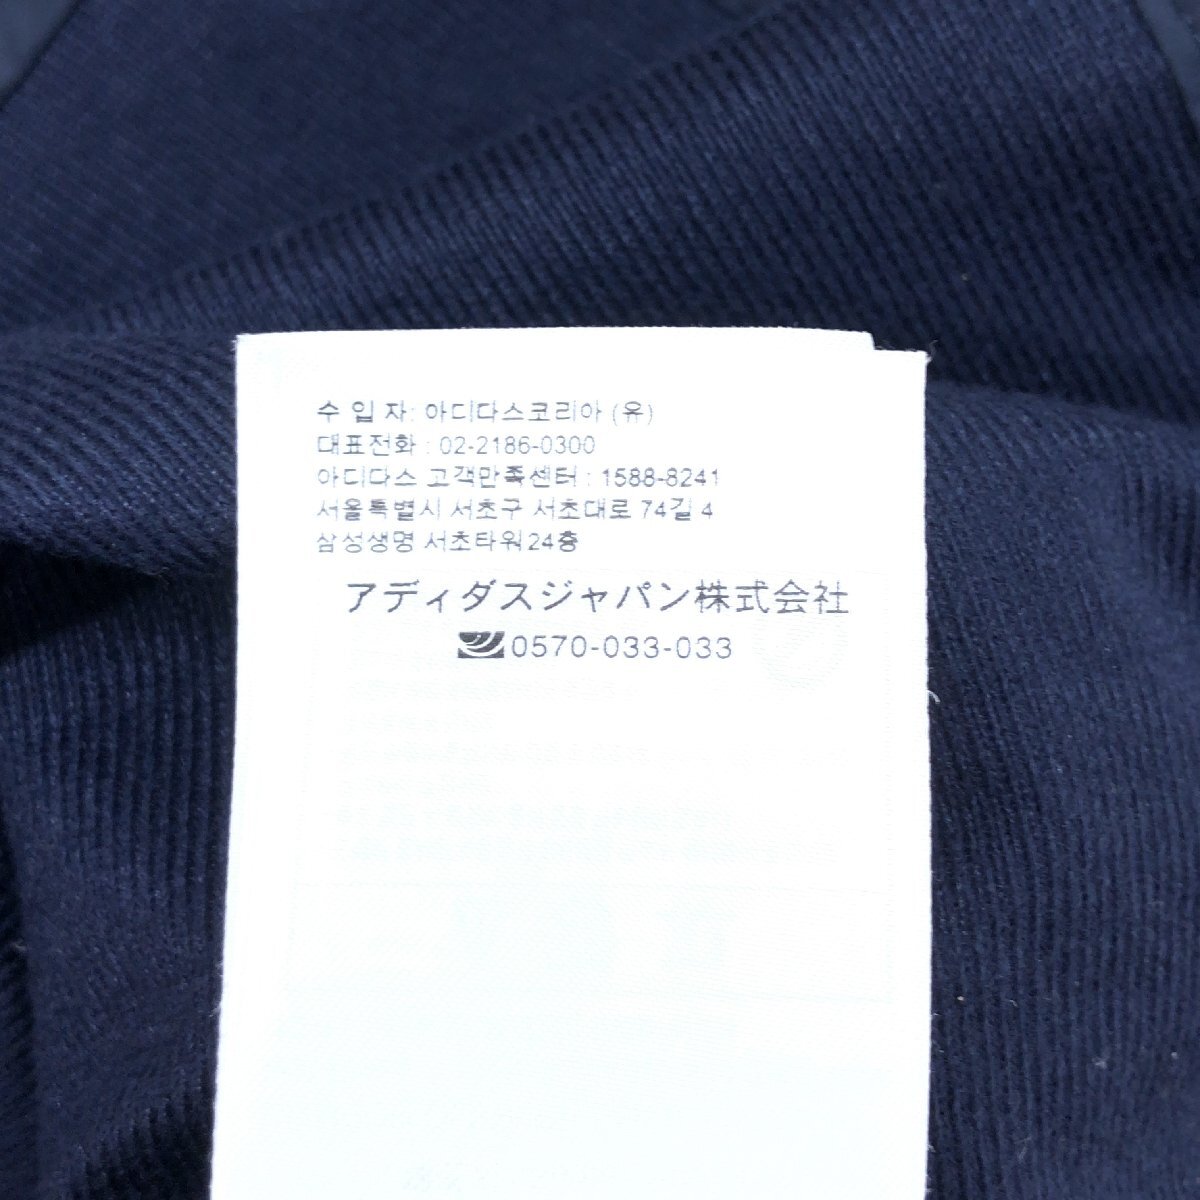 수 입 자: 아디다스코리아 (유)
대표전화 : 02-2186-0300
아디다스 고객만족센터 : 1588-8241
서울특별시 서초구 서초대로 74길 4
삼성생명 서초타워 24층
アディダスジャパン株式会社
0570-033-033